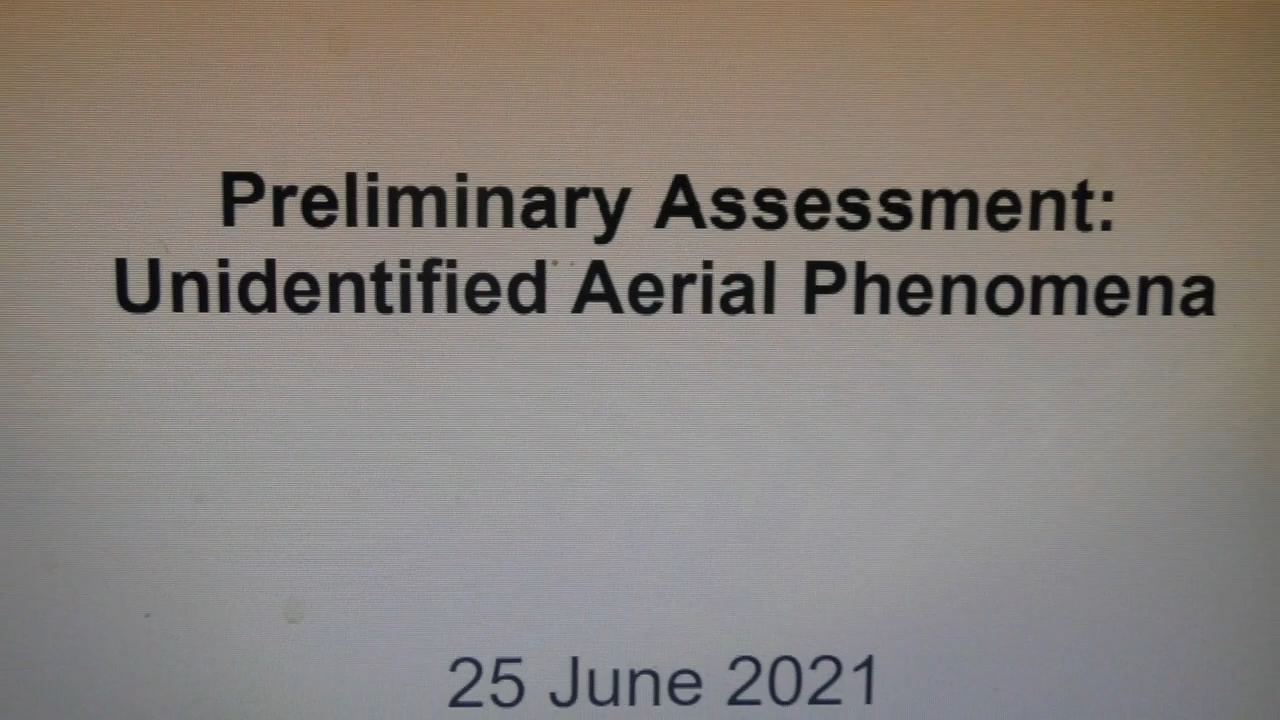 Preliminary Assessment:
Unidentified Aerial Phenomena
25 June 2021